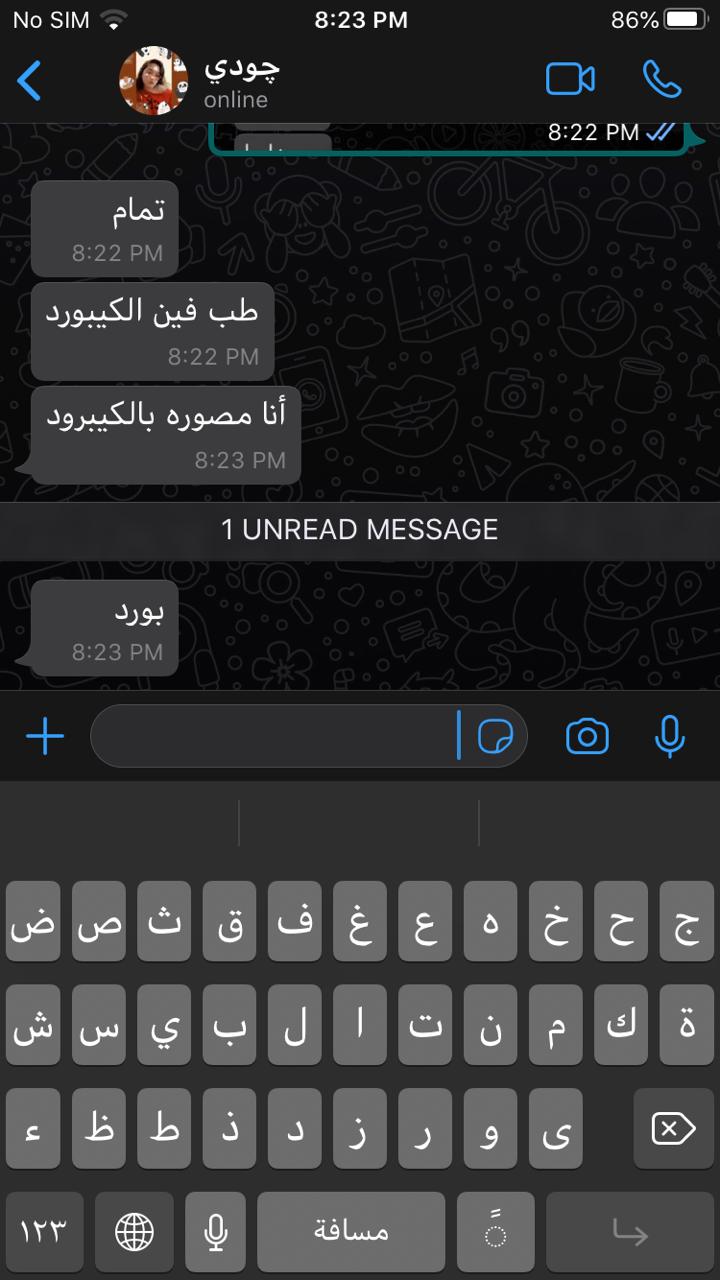 No SIM 8:23 PM 86%
چودي
online
8:22 PM
تمام
8:22 PM
طب فين الكيبورد
8:22 PM
أنا مصوره بالكيبرود
8:23 PM
1 UNREAD MESSAGE
بورد
8:23 PM
ض ص ث ق ف غ ع ه خ ح ج
ش س ي ب ل ا ت ن م ك ة
ء ظ ط ذ د ز ر و ى
١٢٣ مسافة